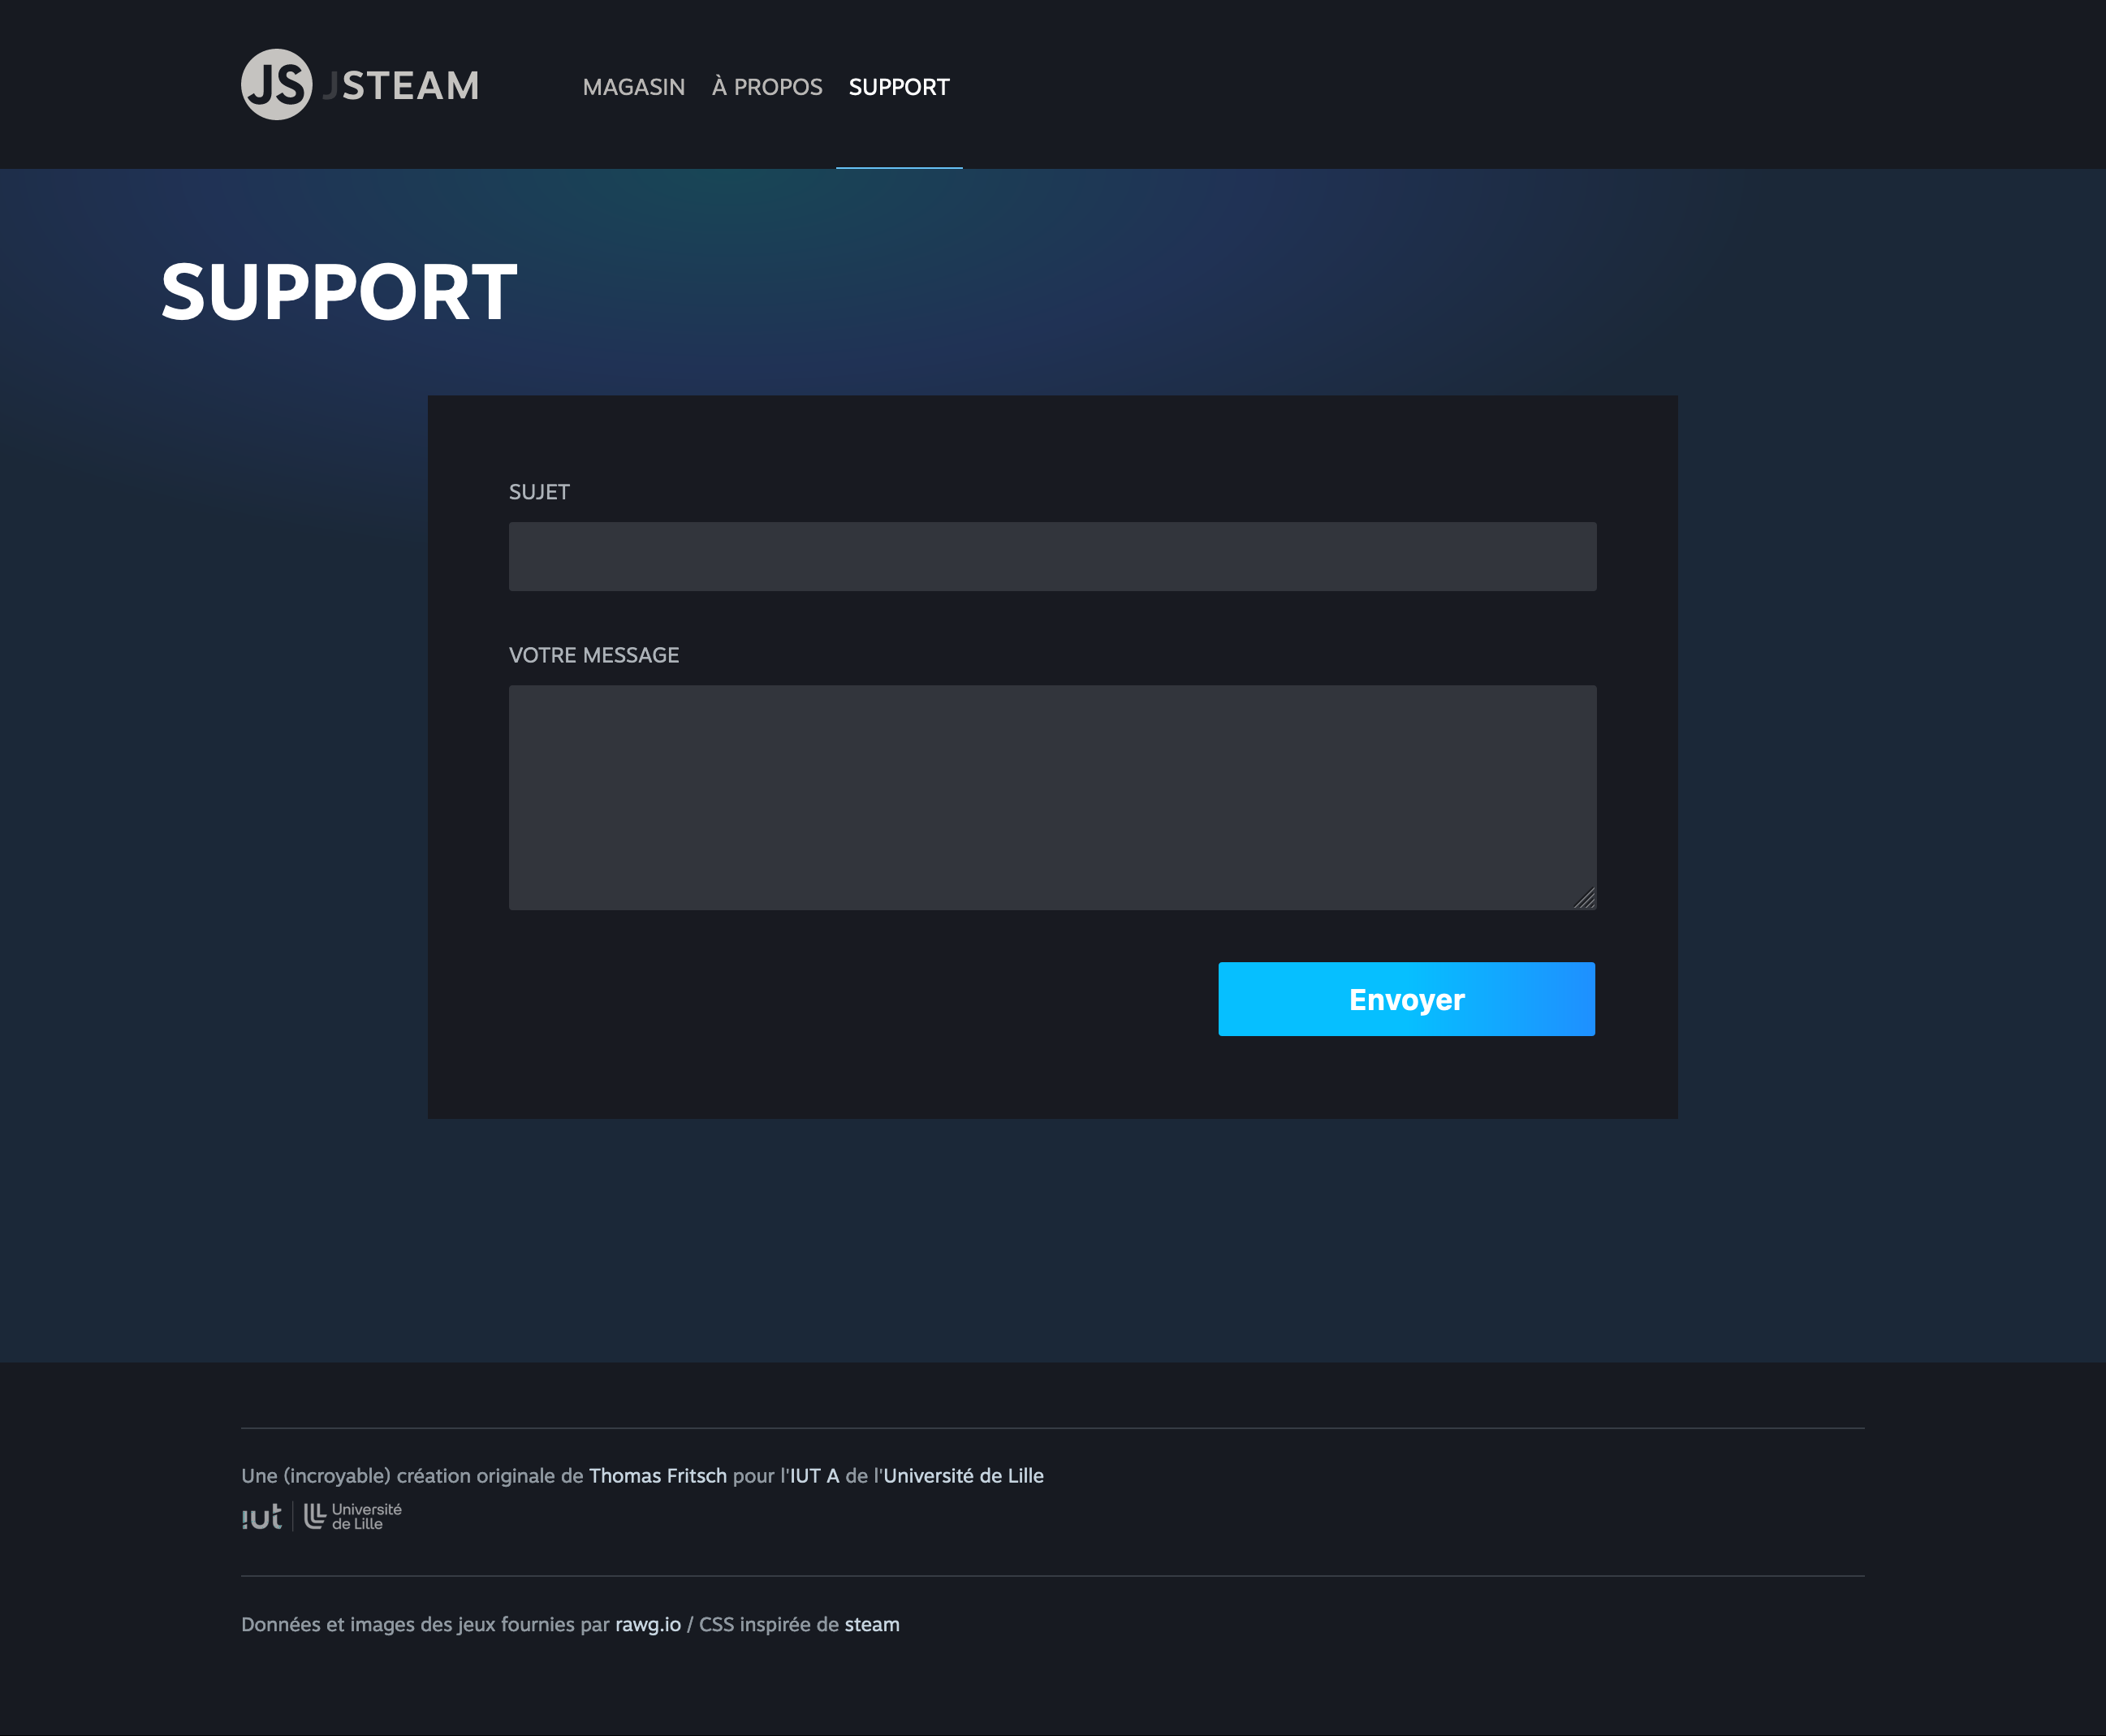 JS JSTEAM MAGASIN À PROPOS SUPPORT
SUPPORT
SUJET
VOTRE MESSAGE
Envoyer
Une (incroyable) création originale de Thomas Fritsch pour l'IUT A de l'Université de Lille
iut Université
de Lille
Données et images des jeux fournies par rawg.io / CSS inspirée de steam